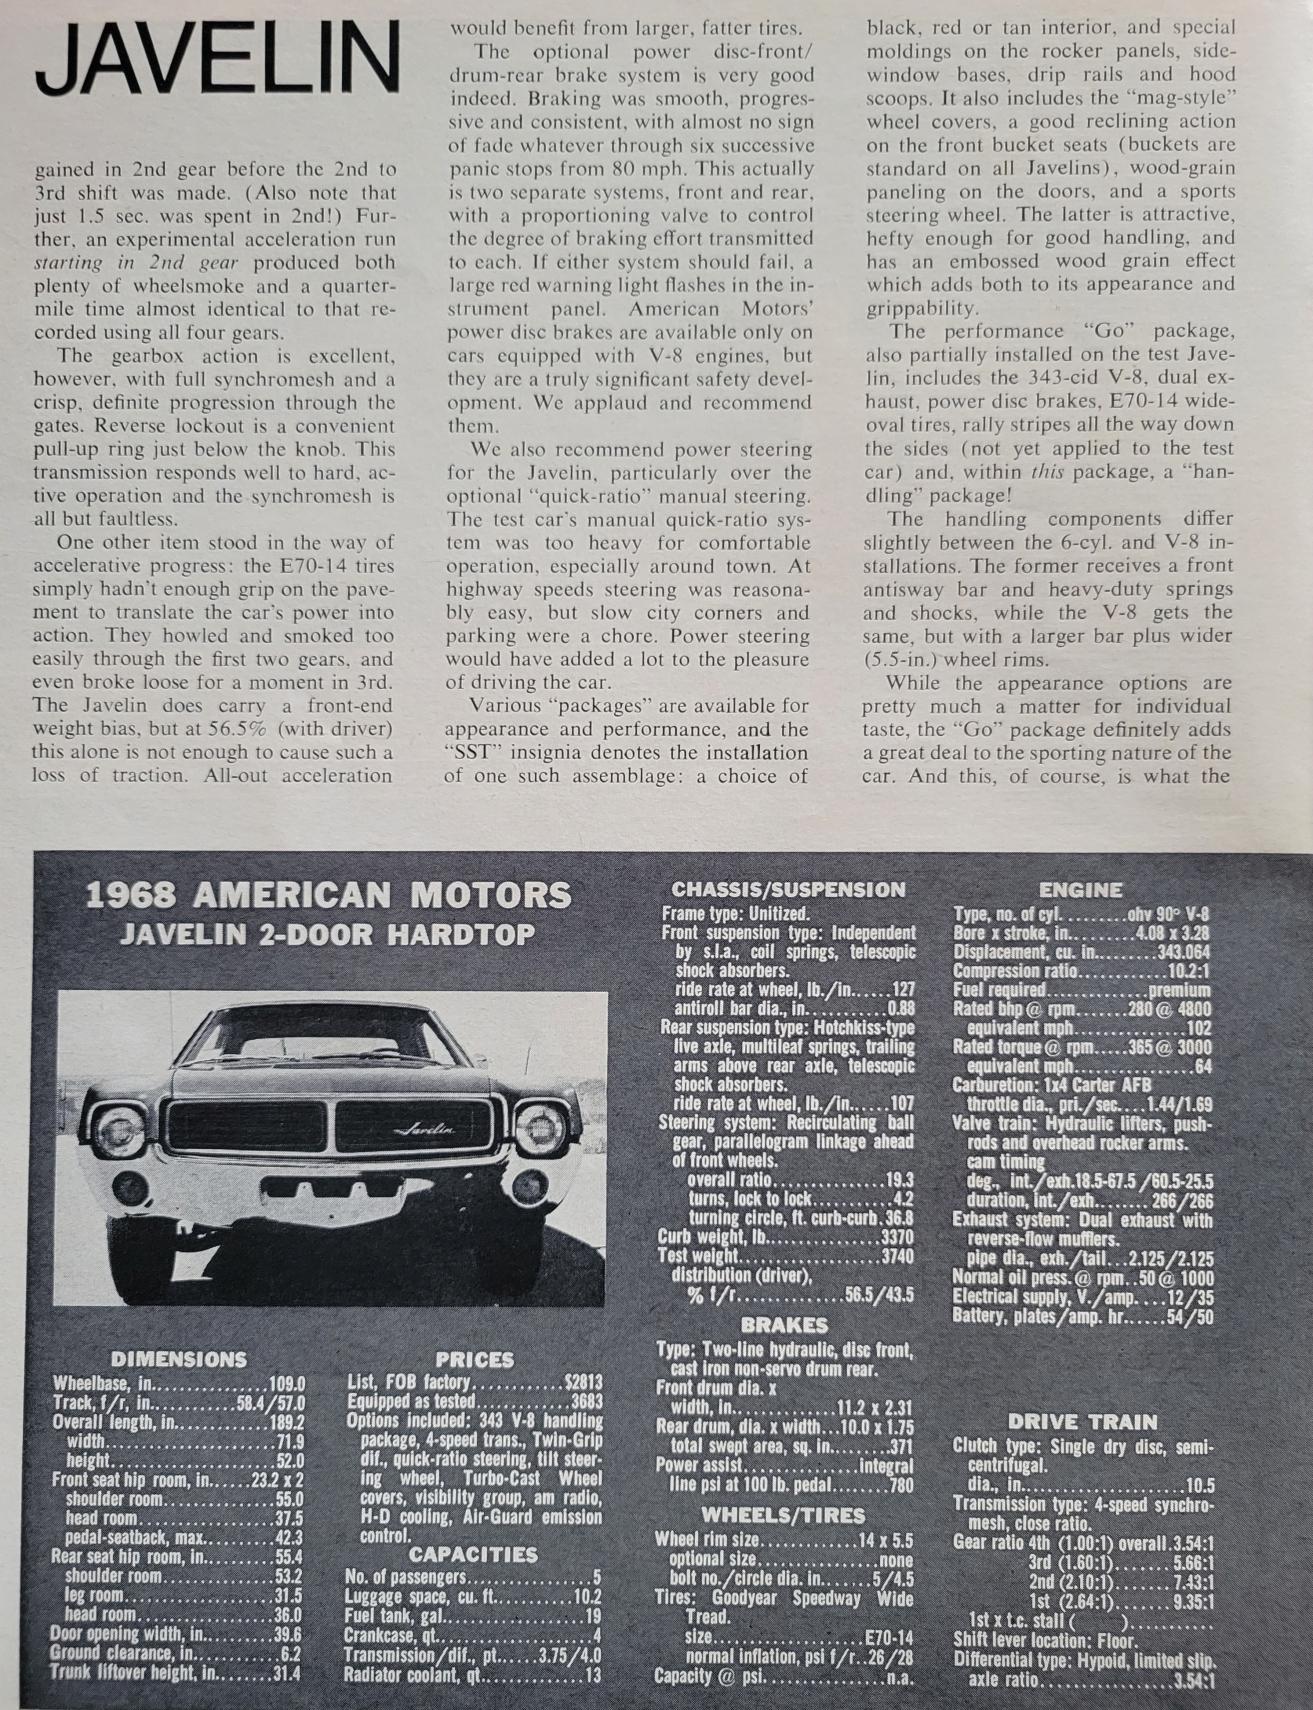 JAVELIN
gained in 2nd gear before the 2nd to
3rd shift was made. (Also note that
just 1.5 sec. was spent in 2nd!) Fur-
ther, an experimental acceleration run
starting in 2nd gear produced both
plenty of wheelsmoke and a quarter-
mile time almost identical to that re-
corded using all four gears.
The gearbox action is excellent,
however, with full synchromesh and a
crisp, definite progression through the
gates. Reverse lockout is a convenient
pull-up ring just below the knob. This
transmission responds well to hard, ac-
tive operation and the synchromesh is
all but faultless.
One other item stood in the way of
accelerative progress: the E70-14 tires
simply hadn't enough grip on the pave-
ment to translate the car's power into
action. They howled and smoked too
easily through the first two gears, and
even broke loose for a moment in 3rd.
The Javelin does carry a front-end
weight bias, but at 56.5% (with driver)
this alone is not enough to cause such a
loss of traction. All-out acceleration
would benefit from larger, fatter tires.
The optional power disc-front/
drum-rear brake system is very good
indeed. Braking was smooth, progres-
sive and consistent, with almost no sign
of fade whatever through six successive
panic stops from 80 mph. This actually
is two separate systems, front and rear,
with a proportioning valve to control
the degree of braking effort transmitted
to each. If either system should fail, a
large red warning light flashes in the in-
strument panel. American Motors'
power disc brakes are available only on
cars equipped with V-8 engines, but
they are a truly significant safety devel-
opment. We applaud and recommend
them.
We also recommend power steering
for the Javelin, particularly over the
optional "quick-ratio" manual steering.
The test car's manual quick-ratio sys-
tem was too heavy for comfortable
operation, especially around town. At
highway speeds steering was reasona-
bly easy, but slow city corners and
parking were a chore. Power steering
would have added a lot to the pleasure
of driving the car.
Various "packages" are available for
appearance and performance, and the
"SST" insignia denotes the installation
of one such assemblage: a choice of
black, red or tan interior, and special
moldings on the rocker panels, side-
window bases, drip rails and hood
scoops. It also includes the "mag-style"
wheel covers, a good reclining action
on the front bucket seats (buckets are
standard on all Javelins), wood-grain
paneling on the doors, and a sports
steering wheel. The latter is attractive,
hefty enough for good handling, and
has an embossed wood grain effect
which adds both to its appearance and
grippability.
The performance "Go" package,
also partially installed on the test Jave-
lin, includes the 343-cid V-8, dual ex-
haust, power disc brakes, E70-14 wide-
oval tires, rally stripes all the way down
the sides (not yet applied to the test
car) and, within this package, a "han-
dling" package!
The handling components differ
slightly between the 6-cyl. and V-8 in-
stallations. The former receives a front
antisway bar and heavy-duty springs
and shocks, while the V-8 gets the
same, but with a larger bar plus wider
(5.5-in.) wheel rims.
While the appearance options are
pretty much a matter for individual
taste, the "Go" package definitely adds
a great deal to the sporting nature of the
car. And this, of course, is what the
1968 AMERICAN MOTORS
JAVELIN 2-DOOR HARDTOP
Javelin
DIMENSIONS
Wheelbase, in................109.0
Track, f/r, in............58.4/57.0
Overall length, in............189.2
width........................71.9
height.......................52.0
Front seat hip room, in......23.2 x 2
shoulder room................55.0
head room....................37.5
pedal-seatback, max..........42.3
Rear seat hip room, in........55.4
shoulder room................53.2
leg room.....................31.5
head room....................36.0
Door opening width, in........39.6
Ground clearance, in...........6.2
Trunk liftover height, in.....31.4
PRICES
List, FOB factory............$2813
Equipped as tested............3683
Options included: 343 V-8 handling
package, 4-speed trans., Twin-Grip
dif., quick-ratio steering, tilt steer-
ing wheel, Turbo-Cast Wheel
covers, visibility group, am radio,
H-D cooling, Air-Guard emission
control.
CAPACITIES
No. of passengers................5
Luggage space, cu. ft.........10.2
Fuel tank, gal..................19
Crankcase, qt....................4
Transmission/dif., pt.....3.75/4.0
Radiator coolant, qt............13
CHASSIS/SUSPENSION
Frame type: Unitized.
Front suspension type: Independent
by s.l.a., coil springs, telescopic
shock absorbers.
ride rate at wheel, lb./in......127
antiroll bar dia., in..........0.88
Rear suspension type: Hotchkiss-type
live axle, multileaf springs, trailing
arms above rear axle, telescopic
shock absorbers.
ride rate at wheel, lb./in......107
Steering system: Recirculating ball
gear, parallelogram linkage ahead
of front wheels.
overall ratio..................19.3
turns, lock to lock.............4.2
turning circle, ft. curb-curb.36.8
Curb weight, lb...............3370
Test weight...................3740
distribution (driver),
% f/r....................56.5/43.5
BRAKES
Type: Two-line hydraulic, disc front,
cast iron non-servo drum rear.
Front drum dia. x
width, in..............11.2 x 2.31
Rear drum, dia. x width...10.0 x 1.75
total swept area, sq. in........371
Power assist..............integral
line psi at 100 lb. pedal.......780
WHEELS/TIRES
Wheel rim size............14 x 5.5
optional size.................none
bolt no./circle dia. in.......5/4.5
Tires: Goodyear Speedway Wide
Tread.
size........................E70-14
normal inflation, psi f/r..26/28
Capacity @ psi................n.a.
ENGINE
Type, no. of cyl.........ohv 90° V-8
Bore x stroke, in.........4.08 x 3.28
Displacement, cu. in.........343.064
Compression ratio............10.2:1
Fuel required...............premium
Rated bhp @ rpm........280 @ 4800
equivalent mph................102
Rated torque @ rpm.....365 @ 3000
equivalent mph.................64
Carburetion: 1x4 Carter AFB
throttle dia., pri./sec....1.44/1.69
Valve train: Hydraulic lifters, push-
rods and overhead rocker arms.
cam timing
deg., int./exh.18.5-67.5 /60.5-25.5
duration, int./exh........ 266/266
Exhaust system: Dual exhaust with
reverse-flow mufflers.
pipe dia., exh./tail...2.125/2.125
Normal oil press. @ rpm..50 @ 1000
Electrical supply, V./amp....12/35
Battery, plates/amp. hr......54/50
DRIVE TRAIN
Clutch type: Single dry disc, semi-
centrifugal.
dia., in......................10.5
Transmission type: 4-speed synchro-
mesh, close ratio.
Gear ratio 4th (1.00:1) overall.3.54:1
3rd (1.60:1)........5.66:1
2nd (2.10:1)........7.43:1
1st (2.64:1)........9.35:1
1st x t.c. stall ( )...........
Shift lever location: Floor.
Differential type: Hypoid, limited slip.
axle ratio..................3.54:1